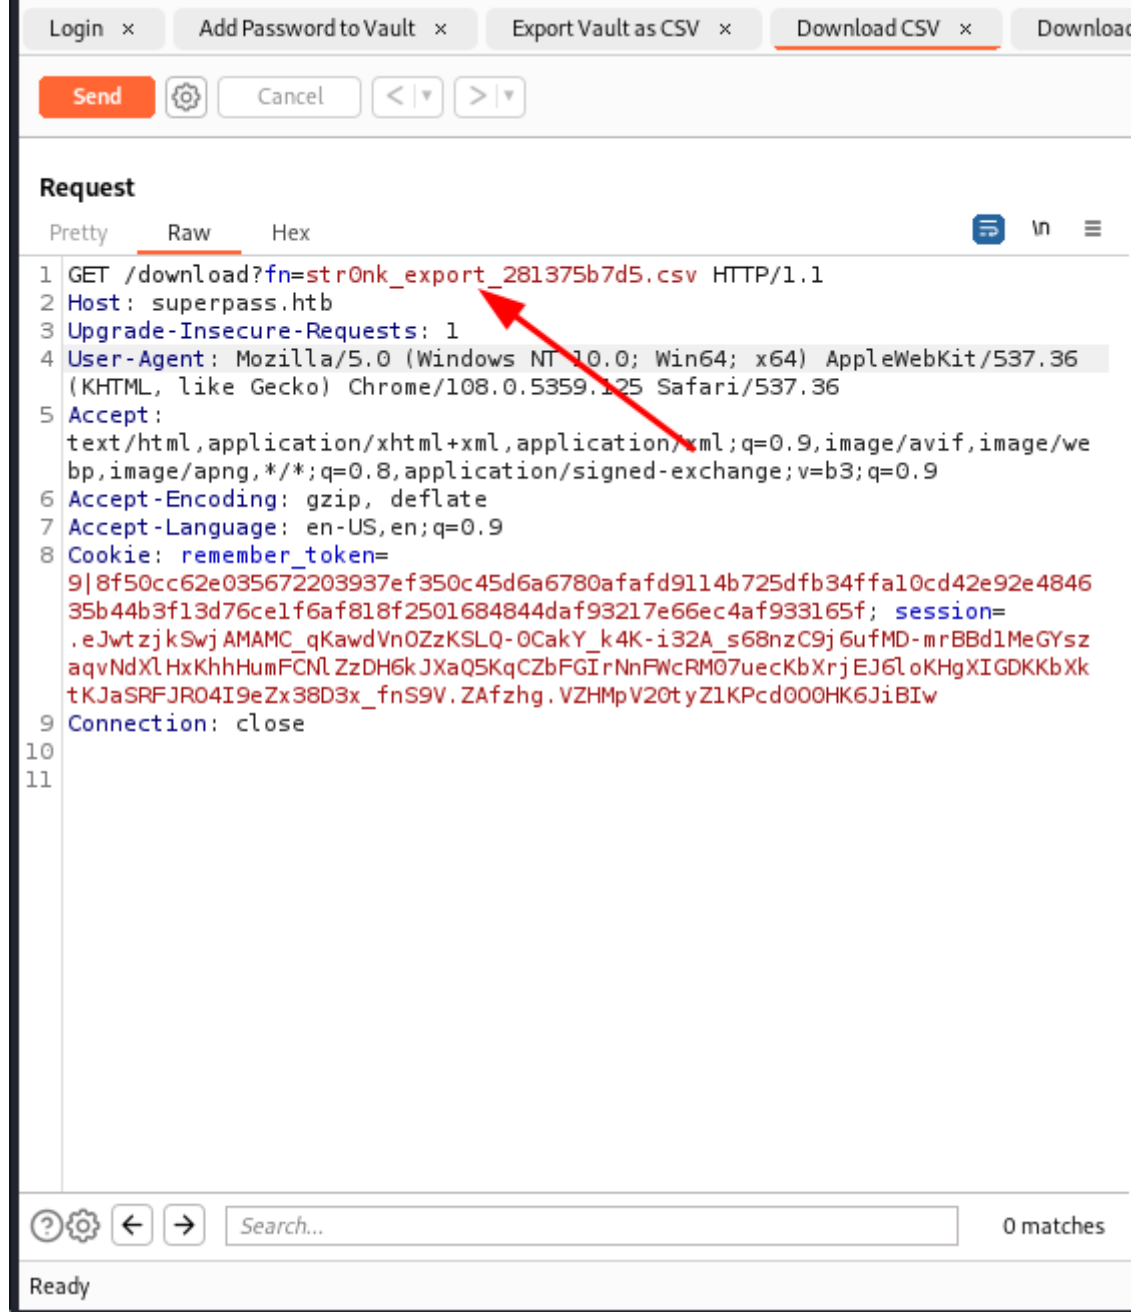 Login × Add Password to Vault × Export Vault as CSV × Download CSV × Download
Send Cancel < > 
Request
Pretty Raw Hex \n
1 GET /download?fn=str0nk_export_281375b7d5.csv HTTP/1.1
2 Host: superpass.htb
3 Upgrade-Insecure-Requests: 1
4 User-Agent: Mozilla/5.0 (Windows NT 10.0; Win64; x64) AppleWebKit/537.36
(KHTML, like Gecko) Chrome/108.0.5359.125 Safari/537.36
5 Accept:
text/html,application/xhtml+xml,application/xml;q=0.9,image/avif,image/we
bp,image/apng,*/*;q=0.8,application/signed-exchange;v=b3;q=0.9
6 Accept-Encoding: gzip, deflate
7 Accept-Language: en-US,en;q=0.9
8 Cookie: remember_token=
9|8f50cc62e035672203937ef350c45d6a6780afafd9114b725dfb34ffa10cd42e92e4846
35b44b3f13d76ce1f6af818f2501684844daf93217e66ec4af933165f; session=
.eJwtzjkSwjAMAMC_qKawdVnOZzKSLQ-0CakY_k4K-i32A_s68nzC9j6ufMD-mrBBd1MeGYsz
aqvNdXlHxKhhHumFCNlZzDH6kJXaQ5KqCZbFGIrNnFWcRM07uecKbXrjEJ6loKHgXIGDKKbXk
tKJaSRFJRO4I9eZx38D3x_fnS9V.ZAfzhg.VZHMpV20tyZ1KPcd0O0HK6JiBIw
9 Connection: close
10
11
Search... 0 matches
Ready